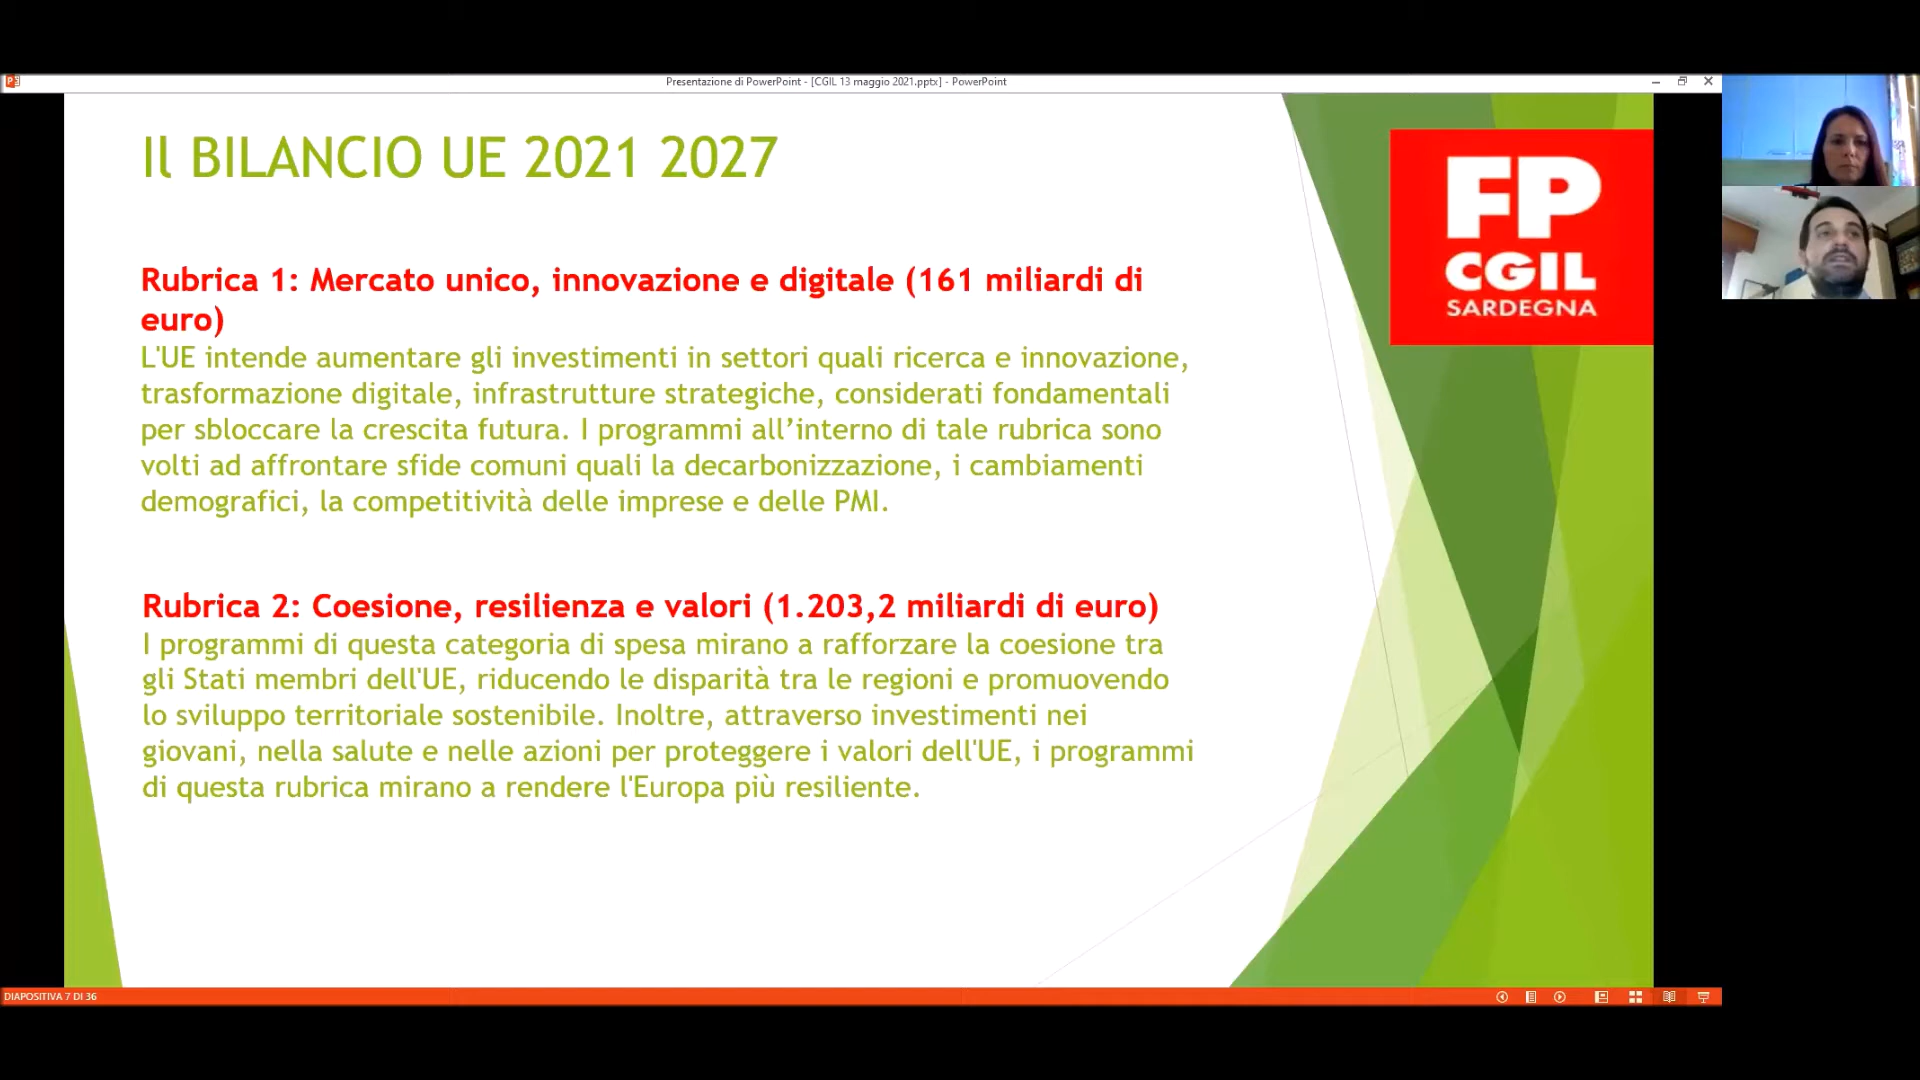 Presentazione di PowerPoint - [CGIL 13 maggio 2021.pptx] - PowerPoint
Il BILANCIO UE 2021 2027
FP
CGIL
SARDEGNA
Rubrica 1: Mercato unico, innovazione e digitale (161 miliardi di
euro)
L'UE intende aumentare gli investimenti in settori quali ricerca e innovazione,
trasformazione digitale, infrastrutture strategiche, considerati fondamentali
per sbloccare la crescita futura. I programmi all’interno di tale rubrica sono
volti ad affrontare sfide comuni quali la decarbonizzazione, i cambiamenti
demografici, la competitività delle imprese e delle PMI.
Rubrica 2: Coesione, resilienza e valori (1.203,2 miliardi di euro)
I programmi di questa categoria di spesa mirano a rafforzare la coesione tra
gli Stati membri dell'UE, riducendo le disparità tra le regioni e promuovendo
lo sviluppo territoriale sostenibile. Inoltre, attraverso investimenti nei
giovani, nella salute e nelle azioni per proteggere i valori dell'UE, i programmi
di questa rubrica mirano a rendere l'Europa più resiliente.
DIAPOSITIVA 7 DI 36